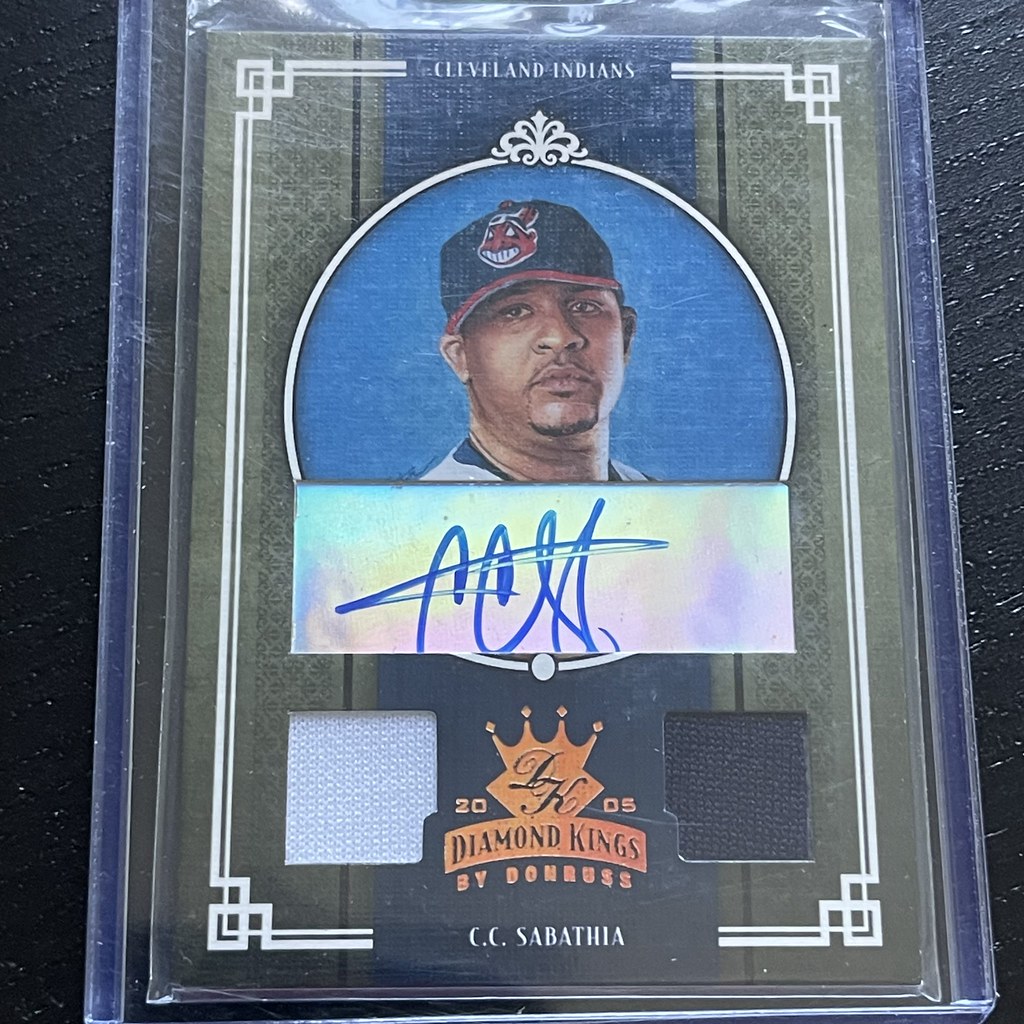 CLEVELAND INDIANS
DK
20 05
DIAMOND KINGS
BY DONRUSS
C.C. SABATHIA